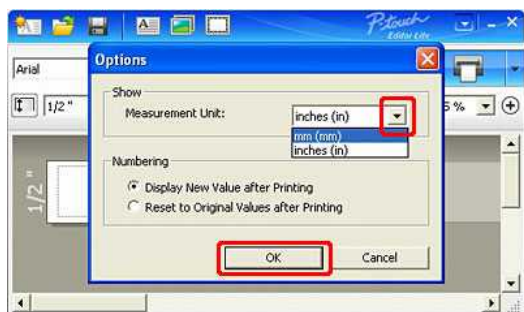 P-touch
Editor Lite
Options
Arial
Show
Measurement Unit:
inches (in)
1/2 "
5 %
mm (mm)
inches (in)
Numbering
1/2 "
Display New Value after Printing
Reset to Original Values after Printing
OK
Cancel